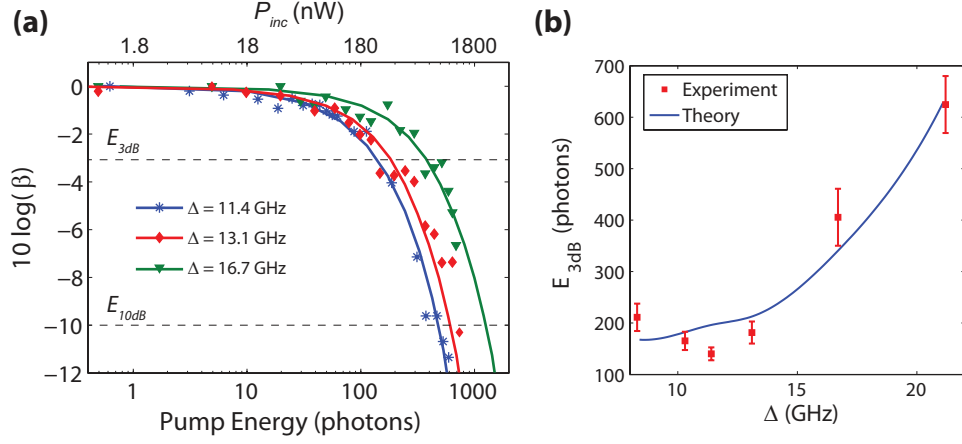 (a)
P_inc (nW)
1.8 18 180 1800
0
−2
−4
−6
−8
−10
−12
10 log(β)
E_3dB
Δ = 11.4 GHz
Δ = 13.1 GHz
Δ = 16.7 GHz
E_10dB
1 10 100 1000
Pump Energy (photons)
(b)
700
600
500
400
300
200
100
E_3dB (photons)
Experiment
Theory
10 15 20
Δ (GHz)